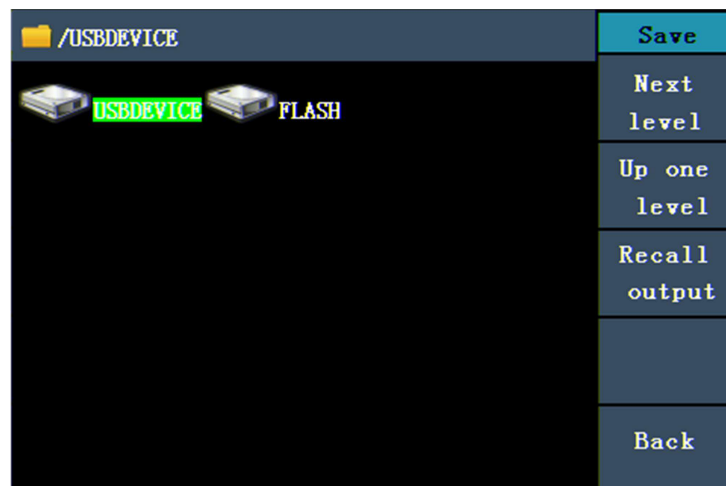 /USBDEVICE
USBDEVICE FLASH
Save
Next
level
Up one
level
Recall
output
Back